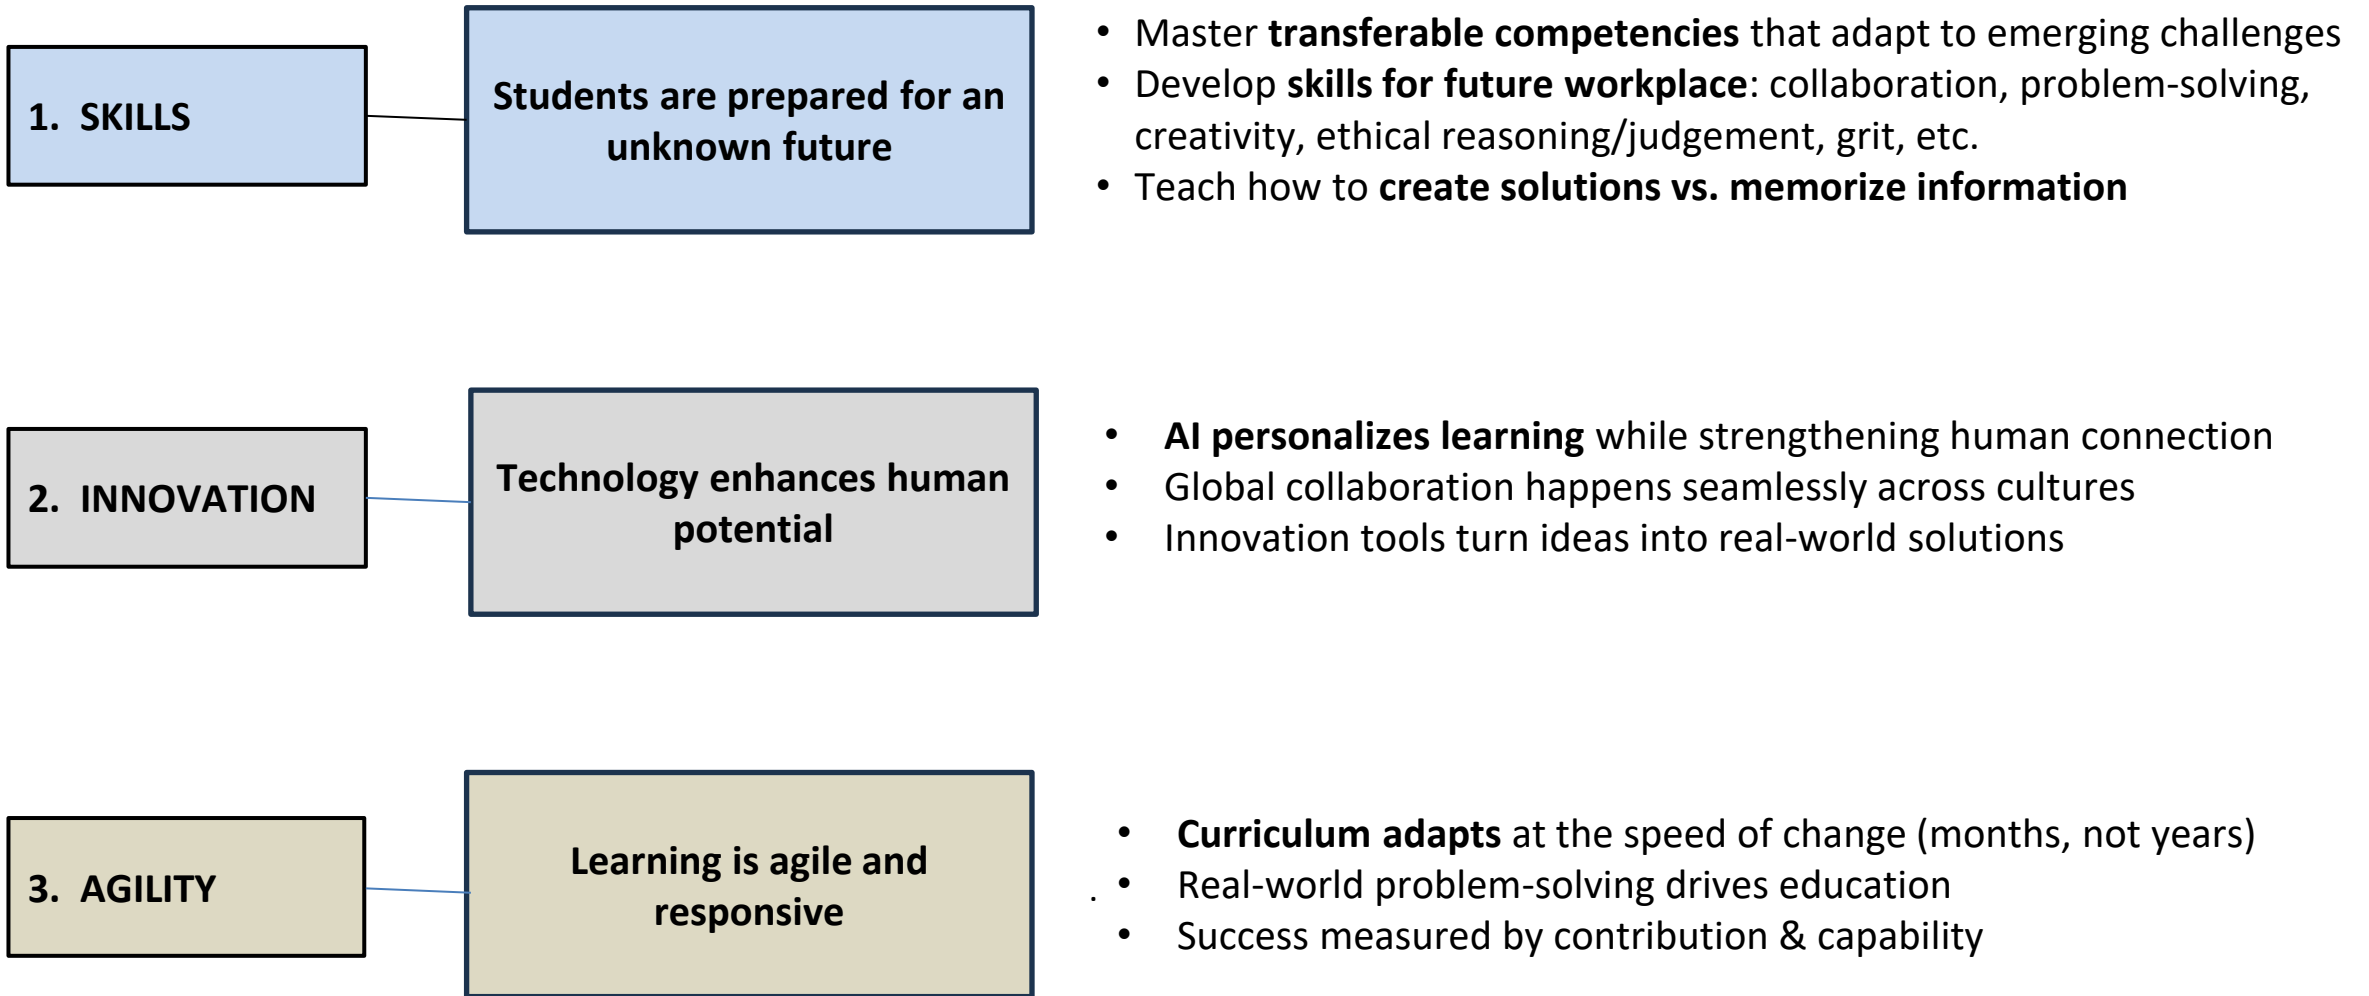 1. SKILLS
Students are prepared for an
unknown future
• Master transferable competencies that adapt to emerging challenges
• Develop skills for future workplace: collaboration, problem-solving,
creativity, ethical reasoning/judgement, grit, etc.
• Teach how to create solutions vs. memorize information
2. INNOVATION
Technology enhances human
potential
• AI personalizes learning while strengthening human connection
• Global collaboration happens seamlessly across cultures
• Innovation tools turn ideas into real-world solutions
3. AGILITY
Learning is agile and
responsive
.
• Curriculum adapts at the speed of change (months, not years)
• Real-world problem-solving drives education
• Success measured by contribution & capability